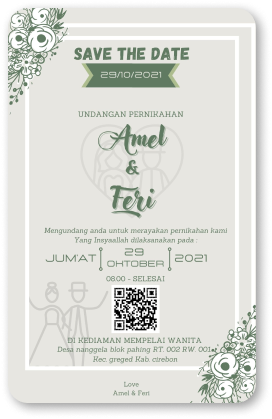 SAVE THE DATE
29/10/2021
UNDANGAN PERNIKAHAN
Amel
&
Feri
Mengundang anda untuk merayakan pernikahan kami
Yang Insyaallah dilaksanakan pada :
JUM'AT
29
OKTOBER
2021
08.00 - SELESAI
DI KEDIAMAN MEMPELAI WANITA
Desa nanggela blok pahing RT. 002 RW. 001
Kec. greged Kab. cirebon
Love
Amel & Feri